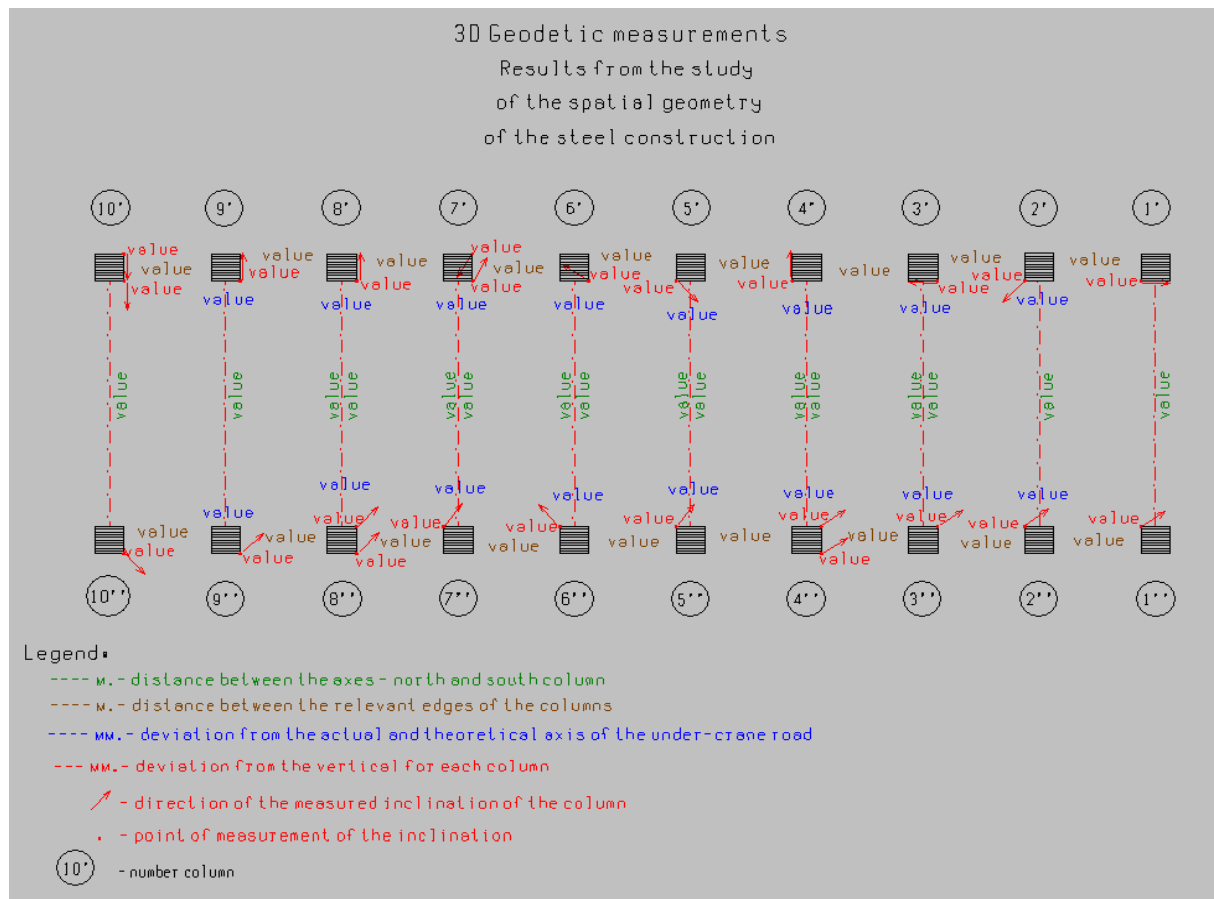 3D Geodetic measurements
Results from the study
of the spatial geometry
of the steel construction
10' 9' 8' 7' 6' 5' 4' 3' 2' 1'
value value
value value value value value value value
value value value value value value
value value value value value value value value value
value value value value value value
value value
value value value value value value value value value value value value value value value value
value value value value value
value value value
value value value value value value value
value value value value value value value value value
value value value value value value
value value value
10'' 9'' 8'' 7'' 6'' 5'' 4'' 3'' 2'' 1''
Legend:
---- м.- distance between the axes - north and south column
---- м.- distance between the relevant edges of the columns
---- мм.- deviation from the actual and theoretical axis of the under-crane road
--- мм.- deviation from the vertical for each column
- direction of the measured inclination of the column
. - point of measurement of the inclination
10' - number column